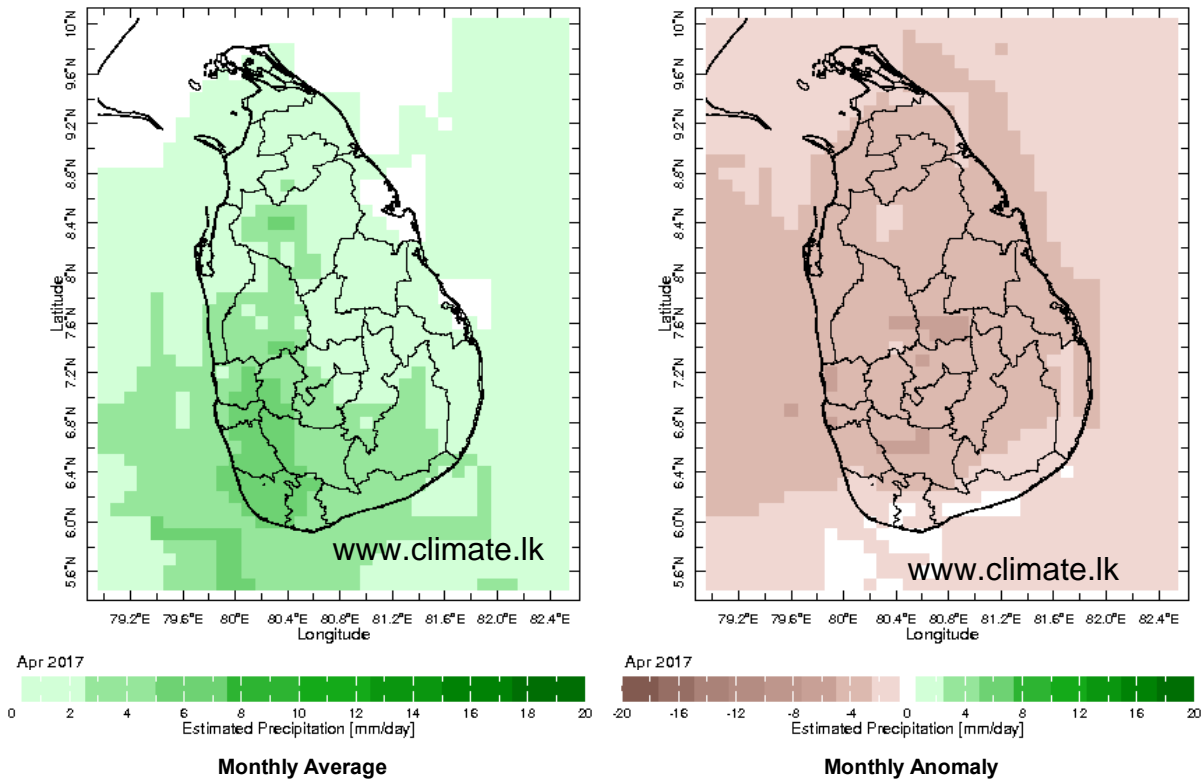 10°N
9.6°N
9.2°N
8.8°N
8.4°N
8°N
7.6°N
7.2°N
6.8°N
6.4°N
6.0°N
5.6°N
Latitude
www.climate.lk
79.2°E 79.6°E 80°E 80.4°E 80.8°E 81.2°E 81.6°E 82.0°E 82.4°E
Longitude
Apr 2017
0 2 4 6 8 10 12 14 16 18 20
Estimated Precipitation [mm/day]
Monthly Average
10°N
9.6°N
9.2°N
8.8°N
8.4°N
8°N
7.6°N
7.2°N
6.8°N
6.4°N
6.0°N
5.6°N
Latitude
www.climate.lk
79.2°E 79.6°E 80°E 80.4°E 80.8°E 81.2°E 81.6°E 82.0°E 82.4°E
Longitude
Apr 2017
-20 -16 -12 -8 -4 0 4 8 12 16 20
Estimated Precipitation [mm/day]
Monthly Anomaly